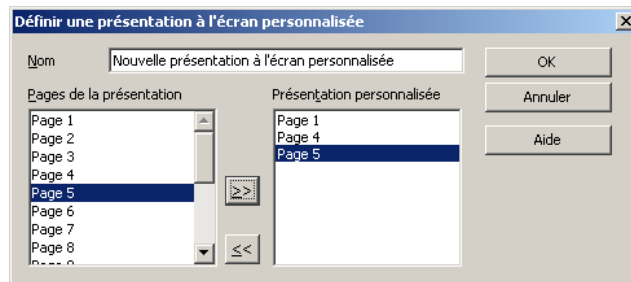 Définir une présentation à l'écran personnalisée
Nom
Nouvelle présentation à l'écran personnalisée
OK
Pages de la présentation
Présentation personnalisée
Annuler
Page 1
Page 2
Page 3
Page 4
Page 5
Page 6
Page 7
Page 8
>>
<<
Page 1
Page 4
Page 5
Aide